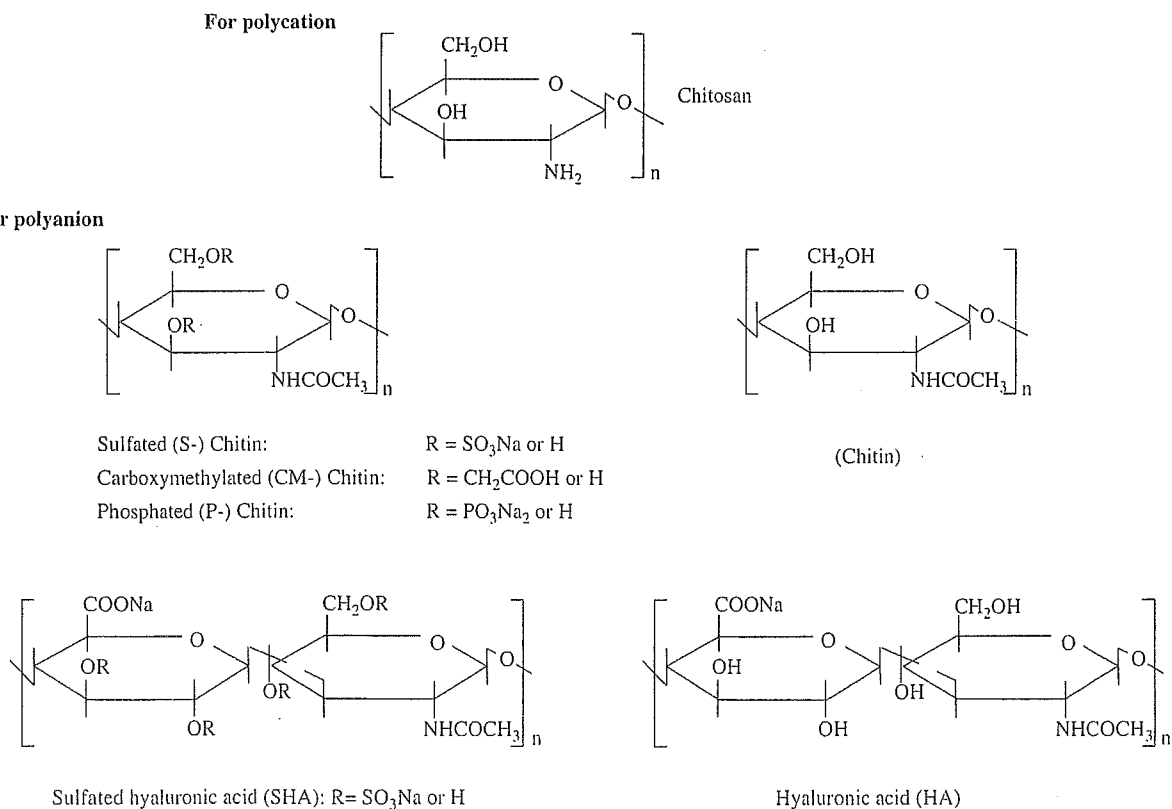 For polycation
CH₂OH
O
OH
O
NH₂
n
Chitosan
r polyanion
CH₂OR
O
OR
O
NHCOCH₃
n
CH₂OH
O
OH
O
NHCOCH₃
n
Sulfated (S-) Chitin: R = SO₃Na or H
Carboxymethylated (CM-) Chitin: R = CH₂COOH or H
Phosphated (P-) Chitin: R = PO₃Na₂ or H
(Chitin)
COONa
O
OR
OR
CH₂OR
O
OR
O
NHCOCH₃
n
COONa
O
OH
OH
CH₂OH
O
OH
O
NHCOCH₃
n
Sulfated hyaluronic acid (SHA): R= SO₃Na or H
Hyaluronic acid (HA)